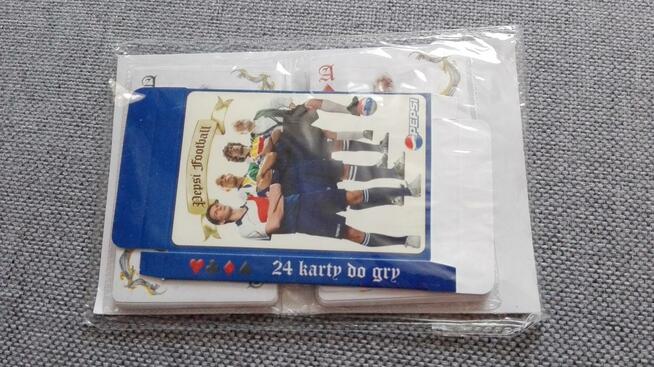 Pepsi Football
PEPSI
24 karty do gry
A
A